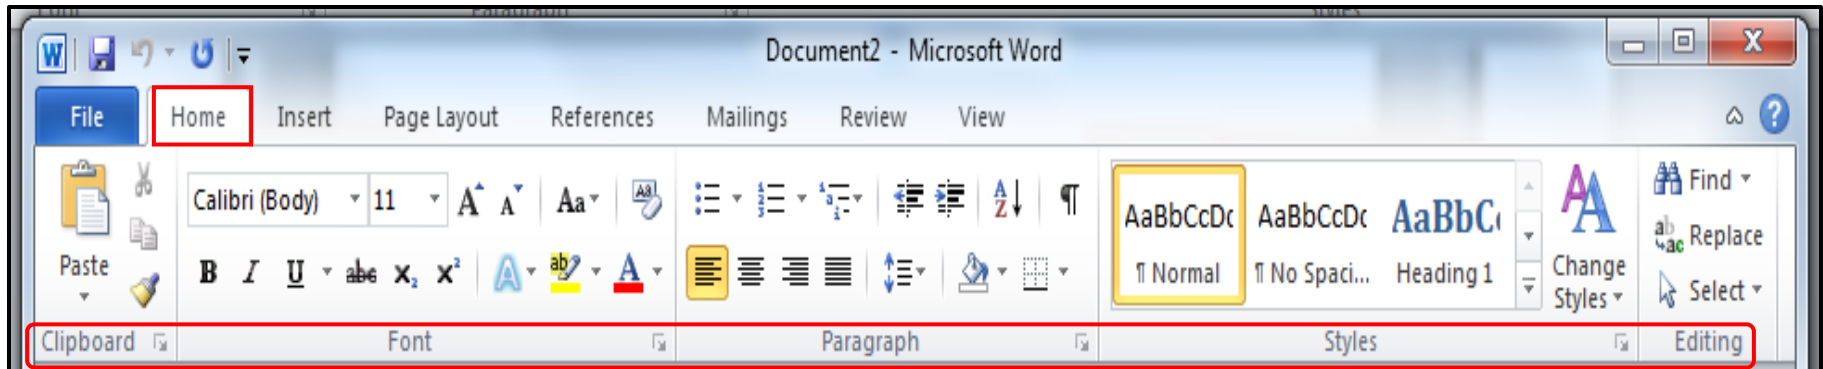 Document2 - Microsoft Word
File Home Insert Page Layout References Mailings Review View
Calibri (Body) 11 Aa
AaBbCcDc AaBbCcDc AaBbC
Find
Replace
Paste
B I U abc X₂ X² A ab A
¶ Normal ¶ No Spaci... Heading 1
Change
Styles
Select
Clipboard Font Paragraph Styles Editing